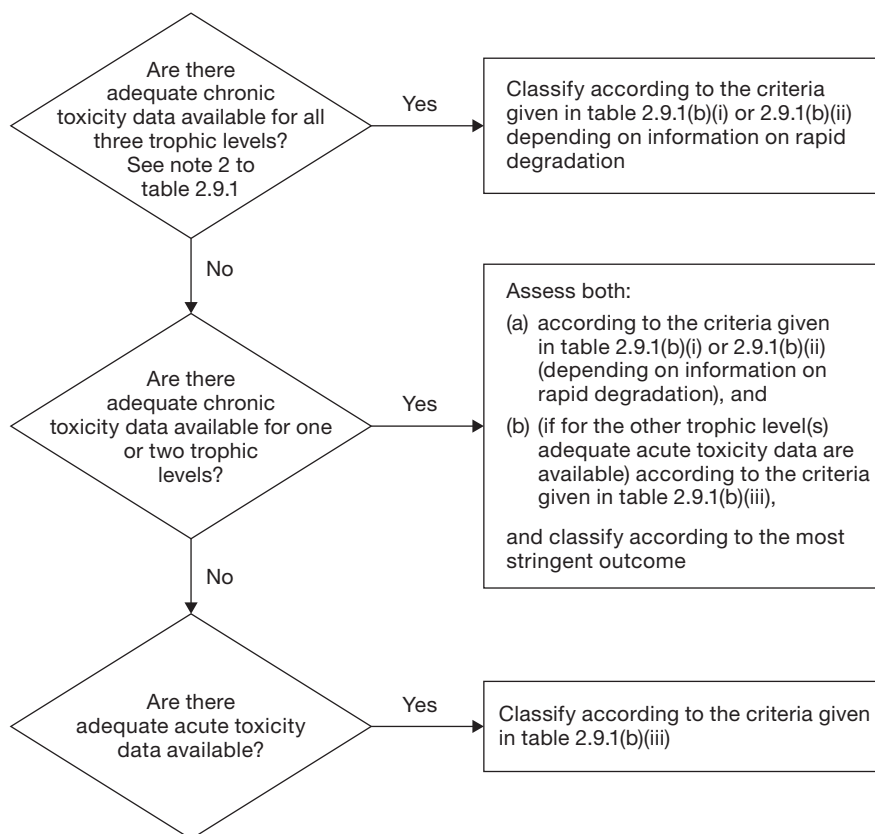 Are there
adequate chronic
toxicity data available for all
three trophic levels?
See note 2 to
table 2.9.1
Yes
Classify according to the criteria
given in table 2.9.1(b)(i) or 2.9.1(b)(ii)
depending on information on rapid
degradation
No
Are there
adequate chronic
toxicity data available for one
or two trophic
levels?
Yes
Assess both:
(a) according to the criteria given
in table 2.9.1(b)(i) or 2.9.1(b)(ii)
(depending on information on
rapid degradation), and
(b) (if for the other trophic level(s)
adequate acute toxicity data are
available) according to the criteria
given in table 2.9.1(b)(iii),
and classify according to the most
stringent outcome
No
Are there
adequate acute toxicity
data available?
Yes
Classify according to the criteria given
in table 2.9.1(b)(iii)